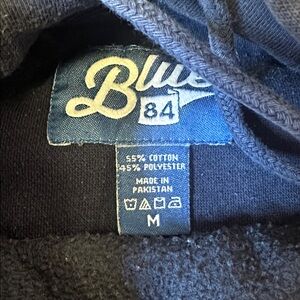 Blue
84
55% COTTON
45% POLYESTER
MADE IN
PAKISTAN
M